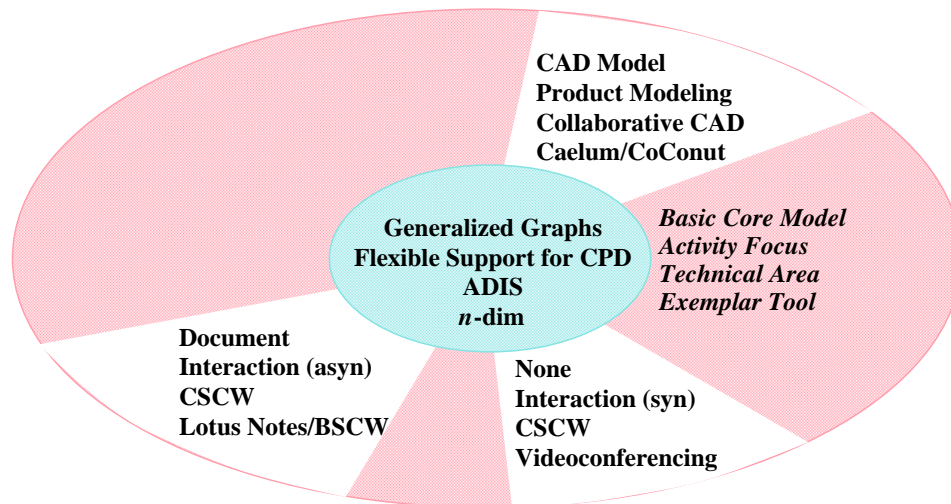 CAD Model
Product Modeling
Collaborative CAD
Caelum/CoConut
Generalized Graphs
Flexible Support for CPD
ADIS
n-dim
Basic Core Model
Activity Focus
Technical Area
Exemplar Tool
Document
Interaction (asyn)
CSCW
Lotus Notes/BSCW
None
Interaction (syn)
CSCW
Videoconferencing